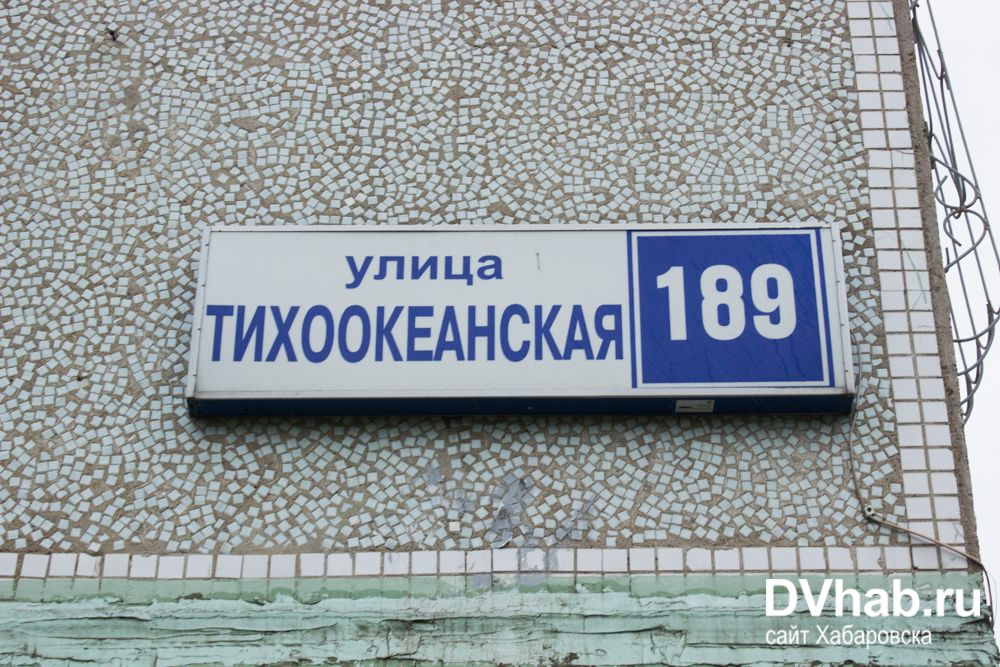 улица
ТИХООКЕАНСКАЯ
189
DVhab.ru
сайт Хабаровска